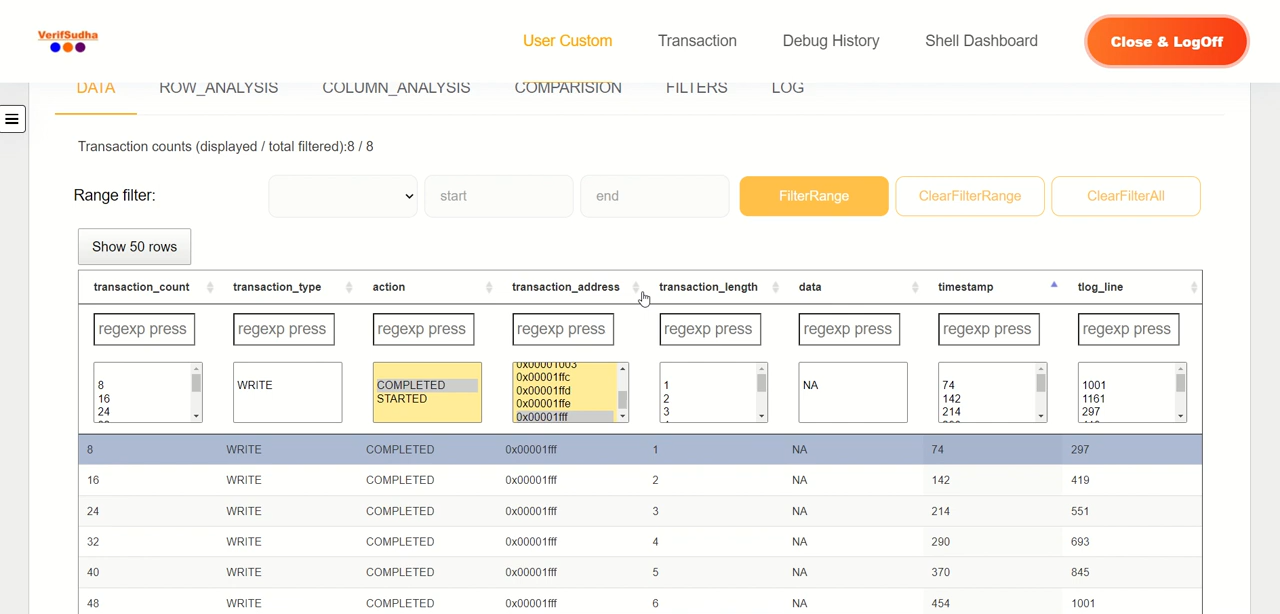 VerifSudha
User Custom Transaction Debug History Shell Dashboard Close & LogOff
DATA ROW_ANALYSIS COLUMN_ANALYSIS COMPARISION FILTERS LOG
Transaction counts (displayed / total filtered):8 / 8
Range filter: start end FilterRange ClearFilterRange ClearFilterAll
Show 50 rows
transaction_count transaction_type action transaction_address transaction_length data timestamp tlog_line
regexp press regexp press regexp press regexp press regexp press regexp press regexp press regexp press
0x00001003
8 WRITE COMPLETED 0x00001ffc 1 NA 74 1001
16 STARTED 0x00001ffd 2 142 1161
24 0x00001ffe 3 214 297
0x00001fff
8 WRITE COMPLETED 0x00001fff 1 NA 74 297
16 WRITE COMPLETED 0x00001fff 2 NA 142 419
24 WRITE COMPLETED 0x00001fff 3 NA 214 551
32 WRITE COMPLETED 0x00001fff 4 NA 290 693
40 WRITE COMPLETED 0x00001fff 5 NA 370 845
48 WRITE COMPLETED 0x00001fff 6 NA 454 1001